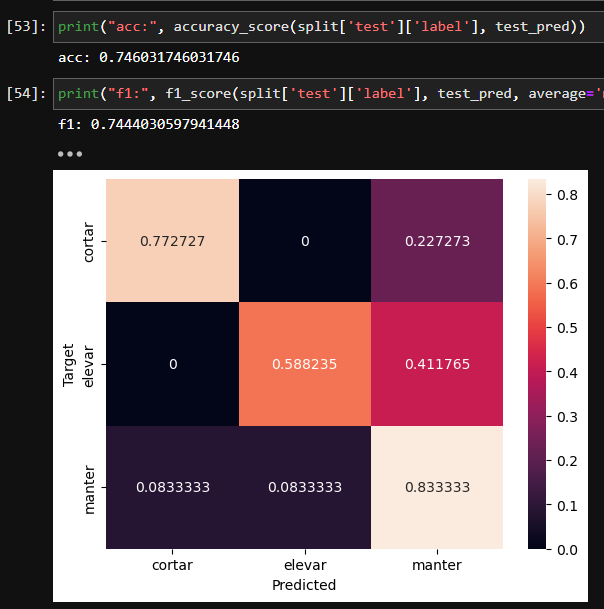 [53]: print("acc:", accuracy_score(split['test']['label'], test_pred))
acc: 0.746031746031746
[54]: print("f1:", f1_score(split['test']['label'], test_pred, average='
f1: 0.7444030597941448
cortar 0.772727 0 0.227273
Target
elevar 0 0.588235 0.411765
manter 0.0833333 0.0833333 0.833333
cortar elevar manter
Predicted
0.8
0.7
0.6
0.5
0.4
0.3
0.2
0.1
0.0